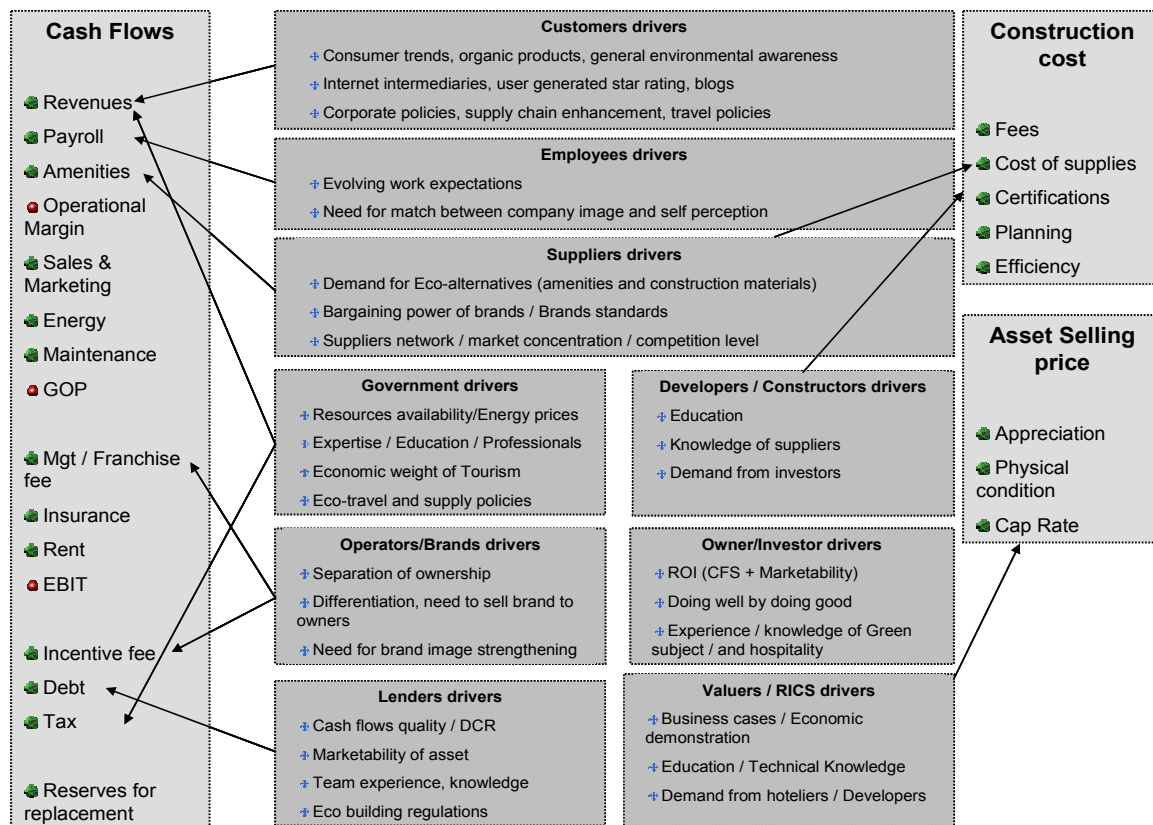 Cash Flows
Revenues
Payroll
Amenities
Operational
Margin
Sales &
Marketing
Energy
Maintenance
GOP
Mgt / Franchise
fee
Insurance
Rent
EBIT
Incentive fee
Debt
Tax
Reserves for
replacement
Customers drivers
Consumer trends, organic products, general environmental awareness
Internet intermediaries, user generated star rating, blogs
Corporate policies, supply chain enhancement, travel policies
Employees drivers
Evolving work expectations
Need for match between company image and self perception
Suppliers drivers
Demand for Eco-alternatives (amenities and construction materials)
Bargaining power of brands / Brands standards
Suppliers network / market concentration / competition level
Government drivers
Resources availability/Energy prices
Expertise / Education / Professionals
Economic weight of Tourism
Eco-travel and supply policies
Developers / Constructors drivers
Education
Knowledge of suppliers
Demand from investors
Operators/Brands drivers
Separation of ownership
Differentiation, need to sell brand to
owners
Need for brand image strengthening
Owner/Investor drivers
ROI (CFS + Marketability)
Doing well by doing good
Experience / knowledge of Green
subject / and hospitality
Lenders drivers
Cash flows quality / DCR
Marketability of asset
Team experience, knowledge
Eco building regulations
Valuers / RICS drivers
Business cases / Economic
demonstration
Education / Technical Knowledge
Demand from hoteliers / Developers
Construction
cost
Fees
Cost of supplies
Certifications
Planning
Efficiency
Asset Selling
price
Appreciation
Physical
condition
Cap Rate